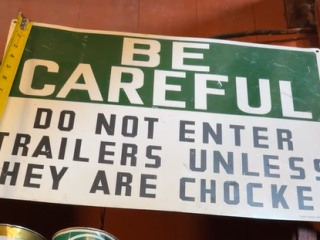 BE
CAREFUL
DO NOT ENTER
TRAILERS UNLESS
HEY ARE CHOCKE